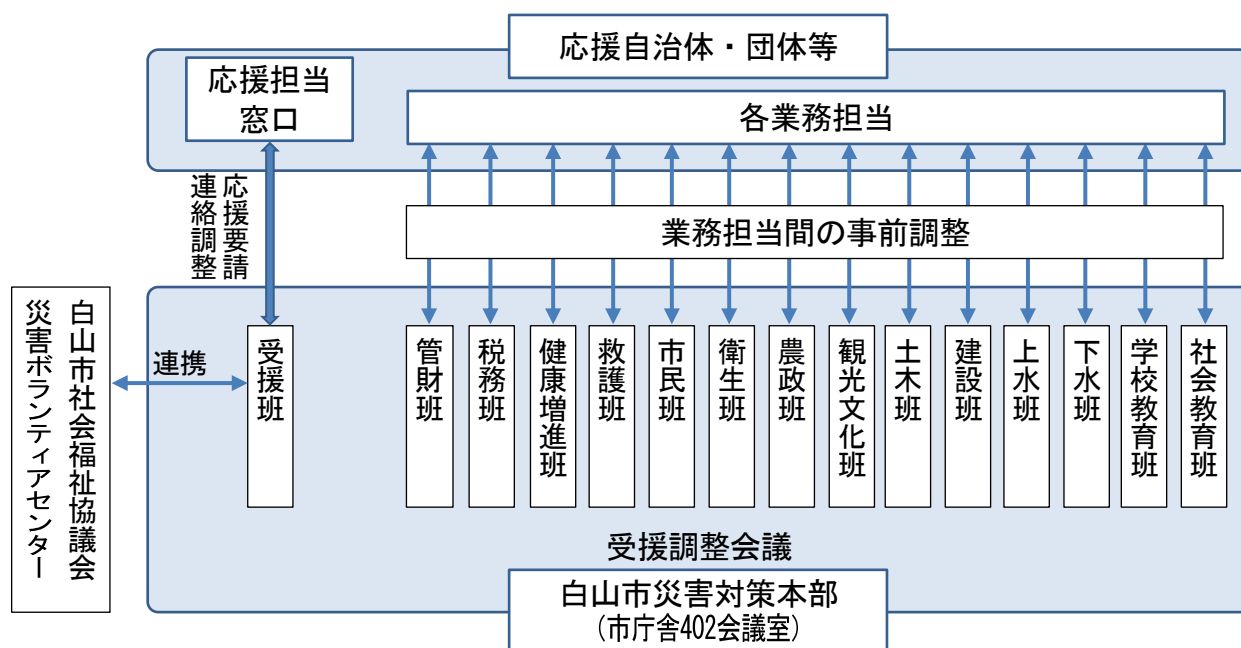 応援自治体・団体等
応援担当
窓口
各業務担当
応援要請
連絡調整
業務担当間の事前調整
白山市社会福祉協議会
災害ボランティアセンター
連携
受援班
管財班
税務班
健康増進班
救護班
市民班
衛生班
農政班
観光文化班
土木班
建設班
上水班
下水班
学校教育班
社会教育班
受援調整会議
白山市災害対策本部
（市庁舎402会議室）